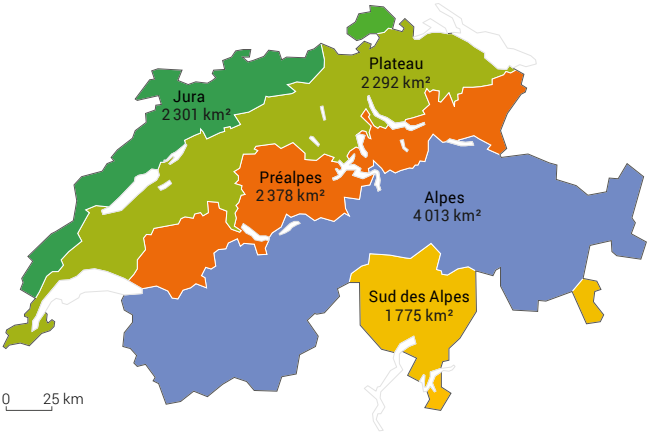 Plateau
2 292 km²
Jura
2 301 km²
Préalpes
2 378 km²
Alpes
4 013 km²
Sud des Alpes
1 775 km²
0 25 km